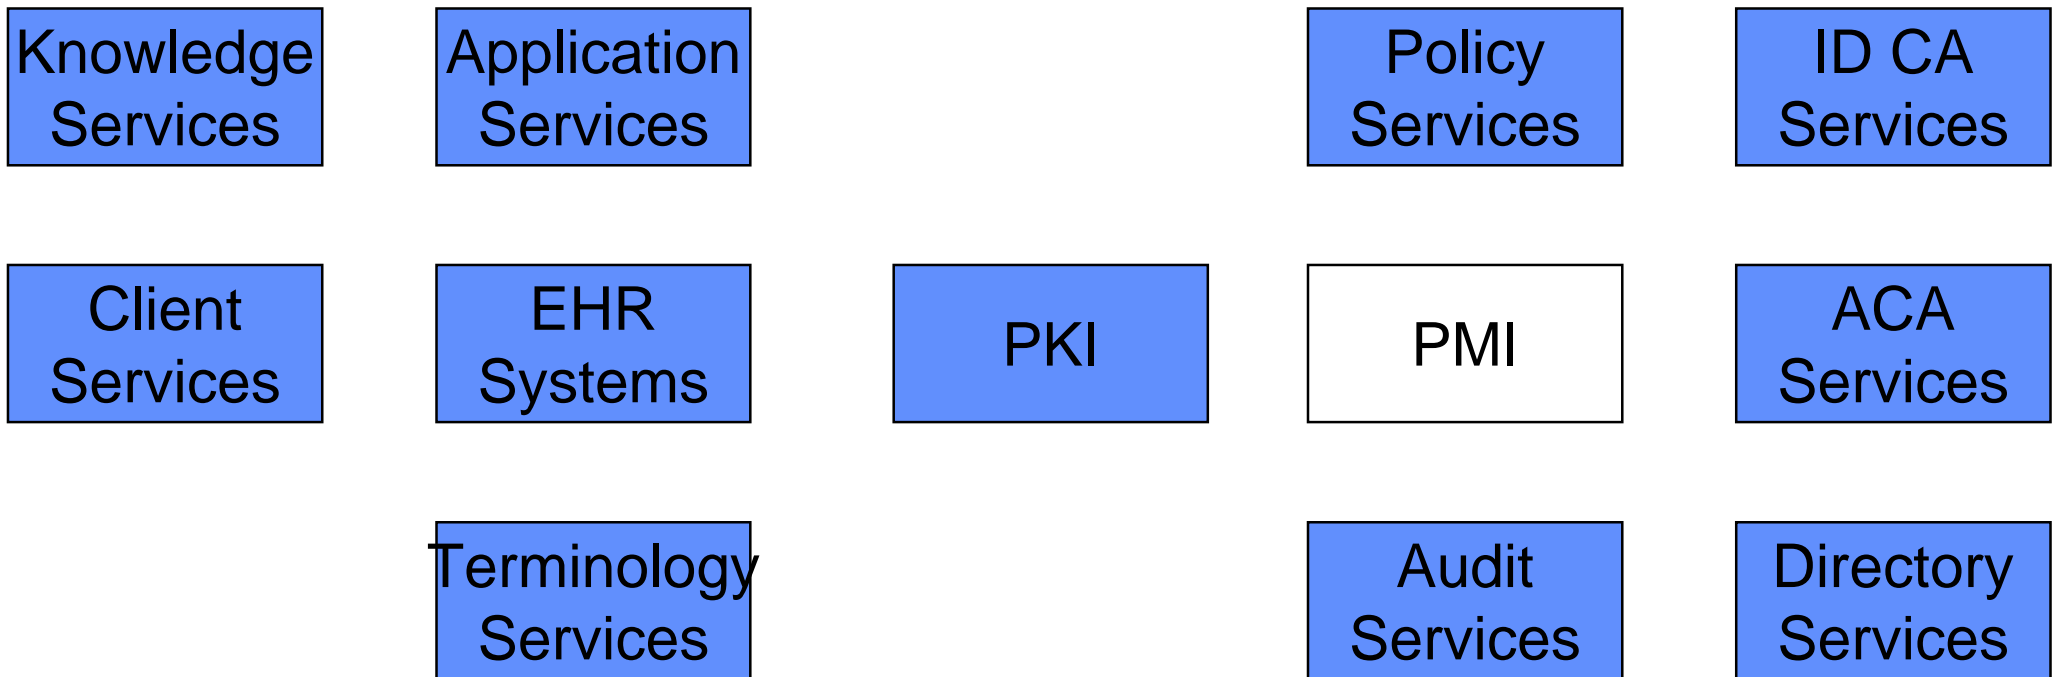 Knowledge
Services
Application
Services
Policy
Services
ID CA
Services
Client
Services
EHR
Systems
PKI
PMI
ACA
Services
Terminology
Services
Audit
Services
Directory
Services